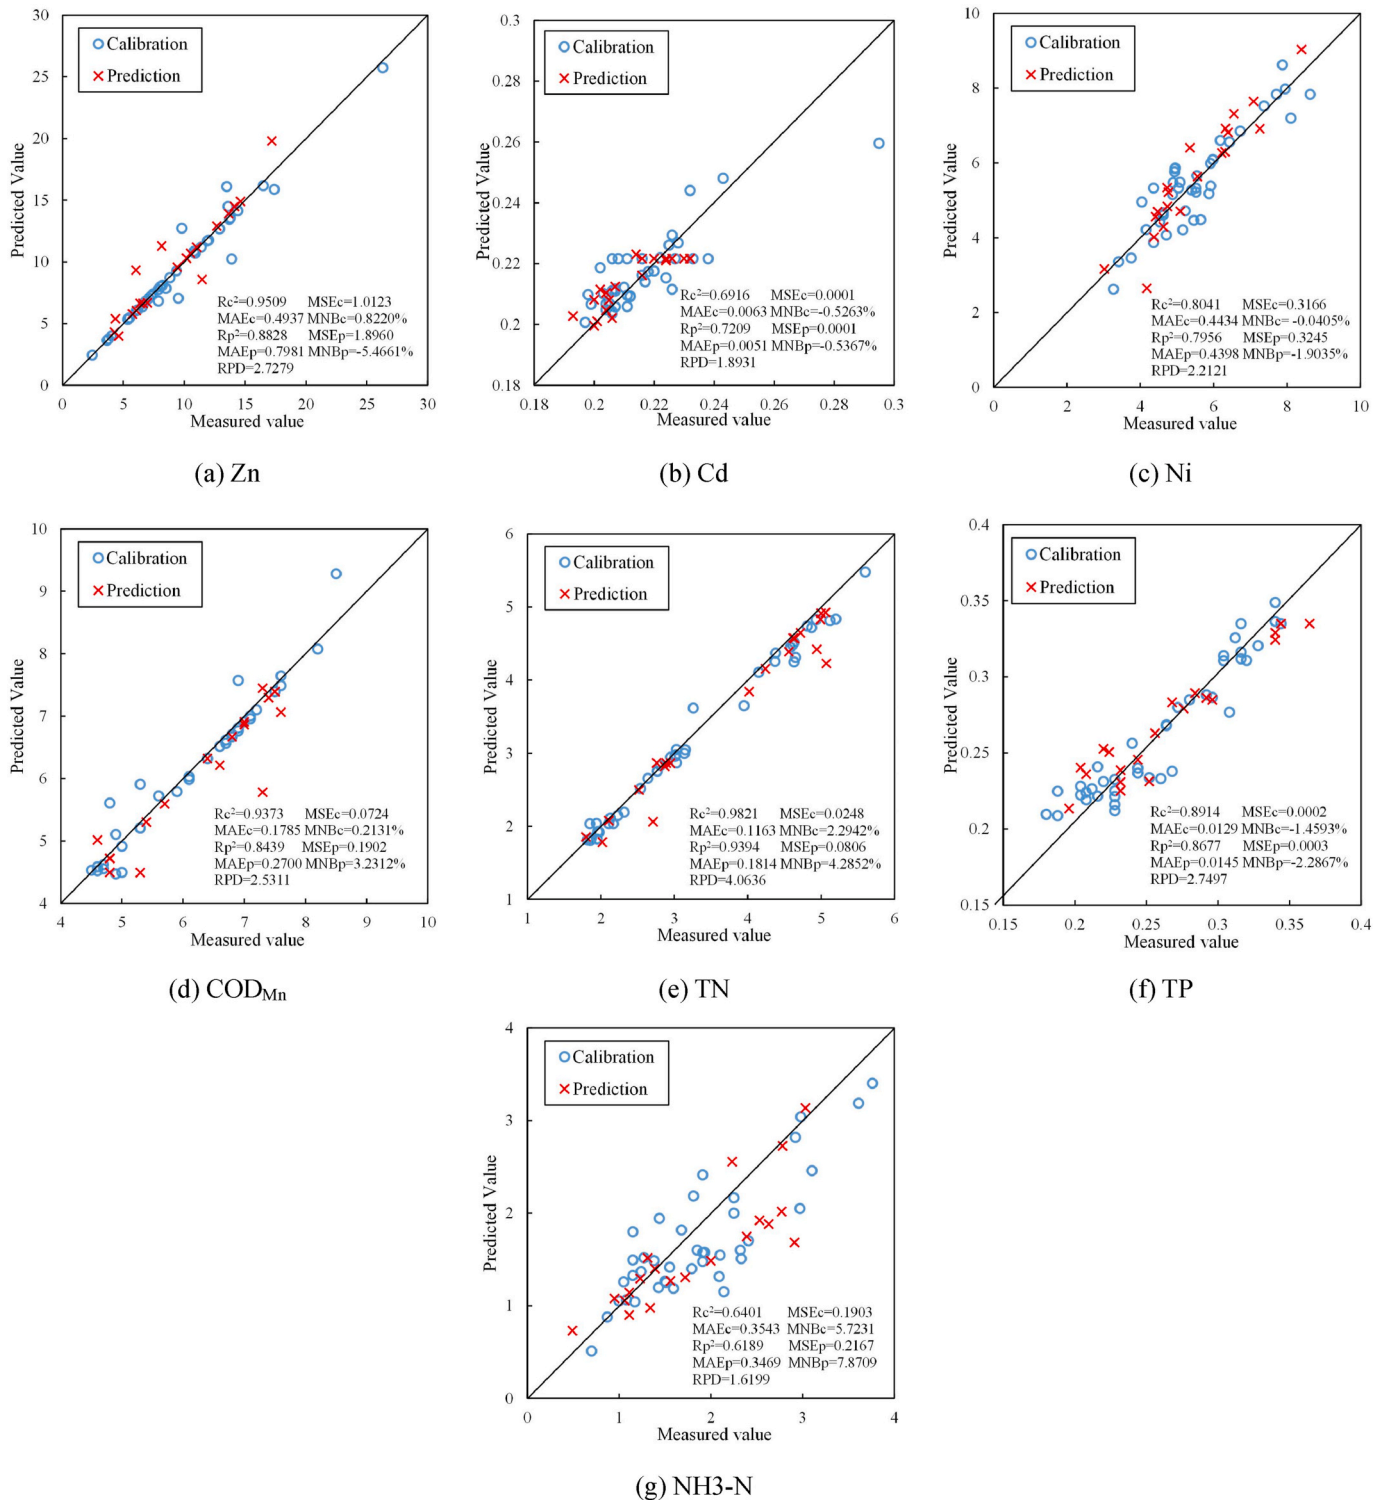 30
25
20
15
10
5
0
Predicted Value
Calibration
Prediction
Rc²=0.9509 MSEc=1.0123
MAEc=0.4937 MNBc=0.8220%
Rp²=0.8828 MSEp=1.8960
MAEp=0.7981 MNBp=-5.4661%
RPD=2.7279
0 5 10 15 20 25 30
Measured value
(a) Zn
0.3
0.28
0.26
0.24
0.22
0.2
0.18
Predicted Value
Calibration
Prediction
Rc²=0.6916 MSEc=0.0001
MAEc=0.0063 MNBc=-0.5263%
Rp²=0.7209 MSEp=0.0001
MAEp=0.0051 MNBp=-0.5367%
RPD=1.8931
0.18 0.2 0.22 0.24 0.26 0.28 0.3
Measured value
(b) Cd
10
8
6
4
2
0
Predicted Value
Calibration
Prediction
Rc²=0.8041 MSEc=0.3166
MAEc=0.4434 MNBc= -0.0405%
Rp²=0.7956 MSEp=0.3245
MAEp=0.4398 MNBp=-1.9035%
RPD=2.2121
0 2 4 6 8 10
Measured value
(c) Ni
10
9
8
7
6
5
4
Predicted Value
Calibration
Prediction
Rc²=0.9373 MSEc=0.0724
MAEc=0.1785 MNBc=0.2131%
Rp²=0.8439 MSEp=0.1902
MAEp=0.2700 MNBp=3.2312%
RPD=2.5311
4 5 6 7 8 9 10
Measured value
(d) COD_Mn
6
5
4
3
2
1
Predicted Value
Calibration
Prediction
Rc²=0.9821 MSEc=0.0248
MAEc=0.1163 MNBc=2.2942%
Rp²=0.9394 MSEp=0.0806
MAEp=0.1814 MNBp=4.2852%
RPD=4.0636
1 2 3 4 5 6
Measured value
(e) TN
0.4
0.35
0.3
0.25
0.2
0.15
Predicted Value
Calibration
Prediction
Rc²=0.8914 MSEc=0.0002
MAEc=0.0129 MNBc=-1.4593%
Rp²=0.8677 MSEp=0.0003
MAEp=0.0145 MNBp=-2.2867%
RPD=2.7497
0.15 0.2 0.25 0.3 0.35 0.4
Measured value
(f) TP
4
3
2
1
0
Predicted Value
Calibration
Prediction
Rc²=0.6401 MSEc=0.1903
MAEc=0.3543 MNBc=5.7231
Rp²=0.6189 MSEp=0.2167
MAEp=0.3469 MNBp=7.8709
RPD=1.6199
0 1 2 3 4
Measured value
(g) NH3-N